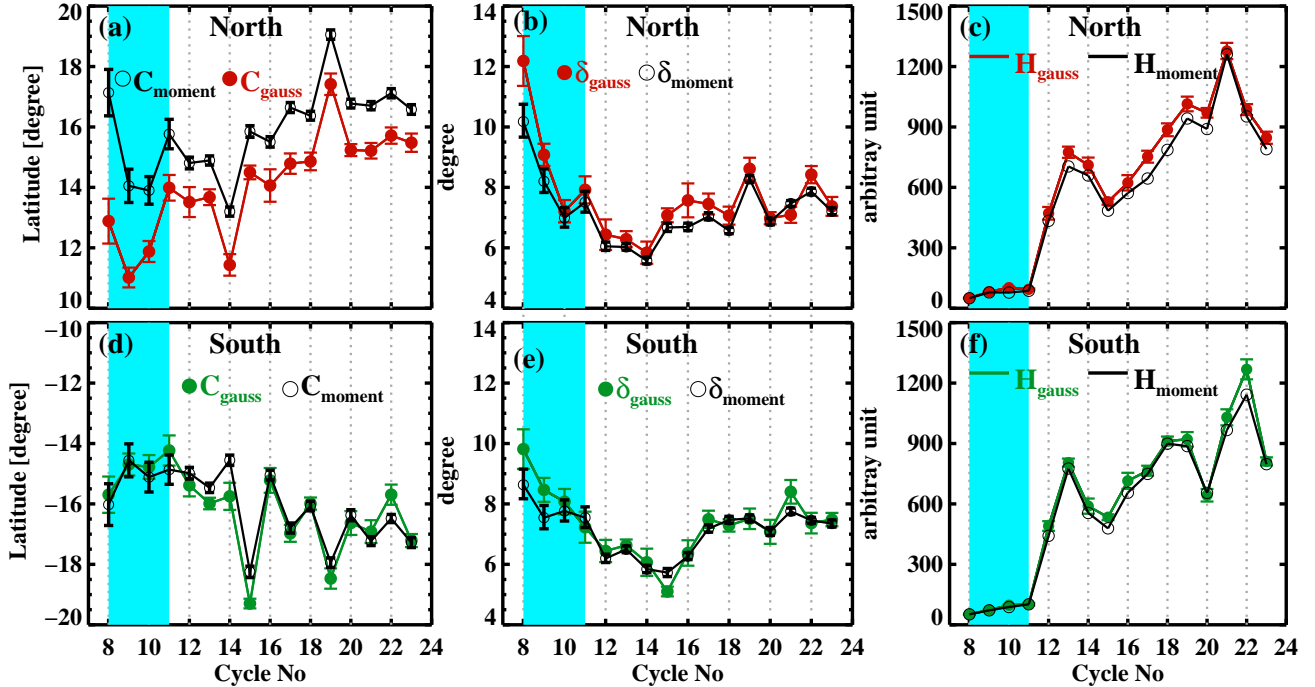 (a) North
C_moment C_gauss
Latitude [degree]
20
18
16
14
12
10
(b) North
δ_gauss δ_moment
degree
14
12
10
8
6
4
(c) North
H_gauss H_moment
arbitray unit
1500
1200
900
600
300
0
(d) South
C_gauss C_moment
Latitude [degree]
−10
−12
−14
−16
−18
−20
8 10 12 14 16 18 20 22 24
Cycle No
(e) South
δ_gauss δ_moment
degree
14
12
10
8
6
4
8 10 12 14 16 18 20 22 24
Cycle No
(f) South
H_gauss H_moment
arbitray unit
1500
1200
900
600
300
0
8 10 12 14 16 18 20 22 24
Cycle No